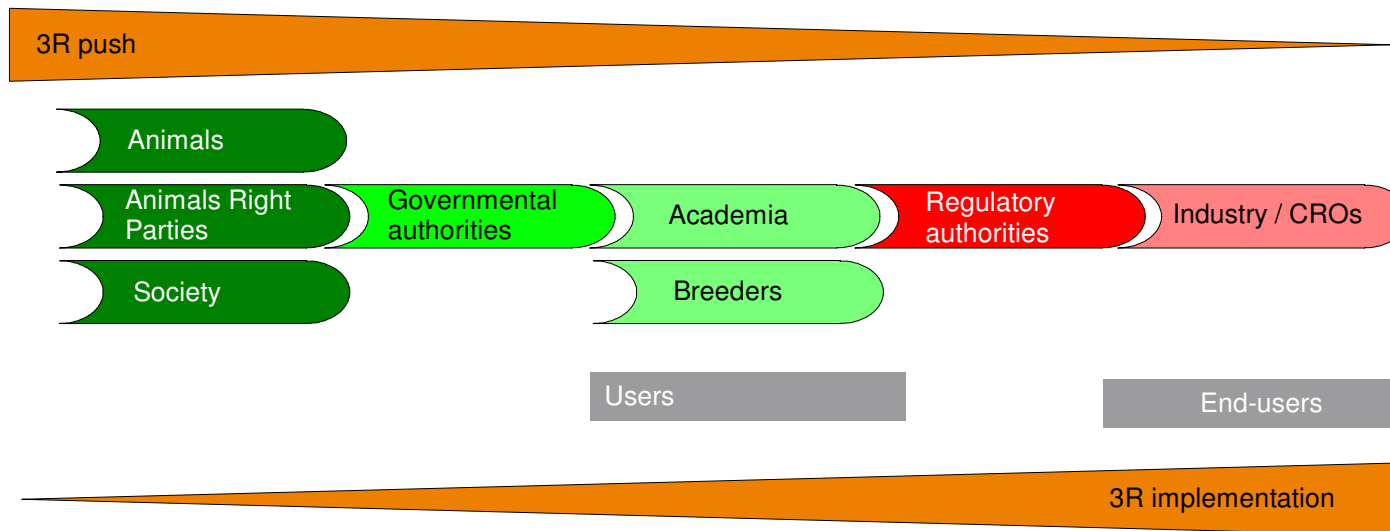 3R push
Animals
Animals Right
Parties
Governmental
authorities
Academia
Regulatory
authorities
Industry / CROs
Society
Breeders
Users
End-users
3R implementation